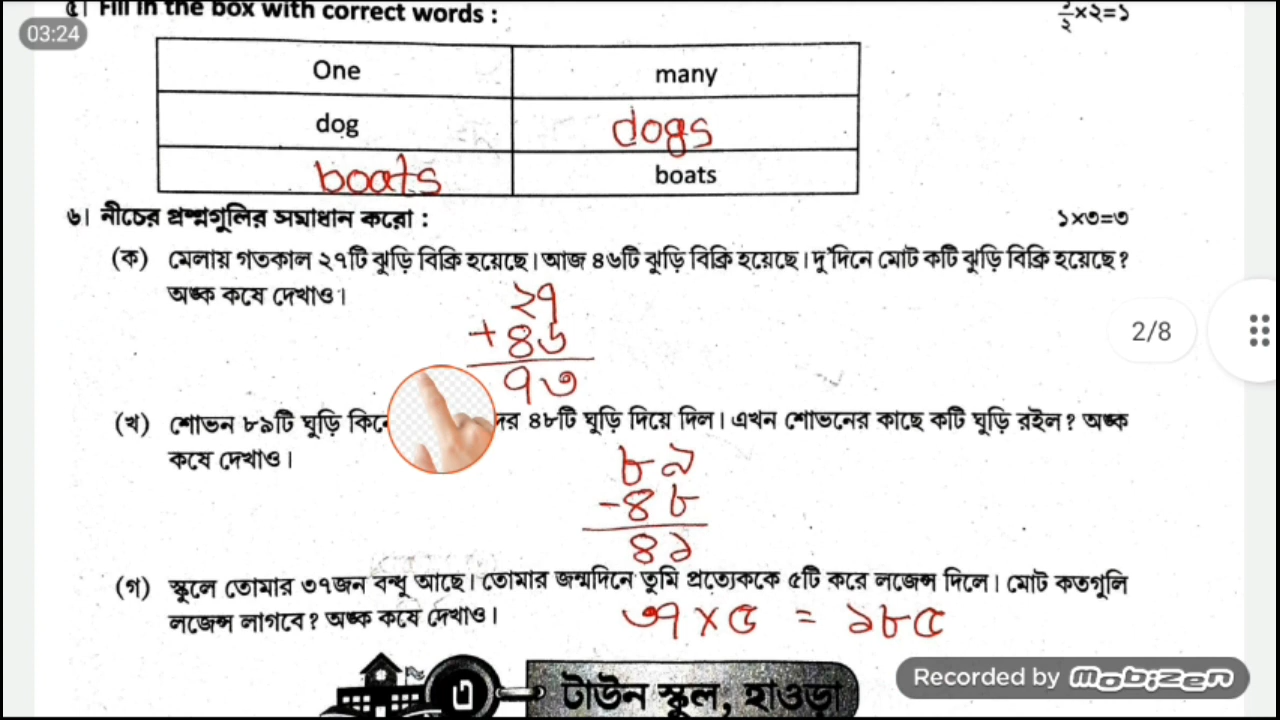 03:24
৫। Fill in the box with correct words : ½×২=১
One many
dog dogs
boats boats
৬। নীচের প্রশ্নগুলির সমাধান করো : ১×৩=৩
(ক) মেলায় গতকাল ২৭টি ঝুড়ি বিক্রি হয়েছে। আজ ৪৬টি ঝুড়ি বিক্রি হয়েছে। দু'দিনে মোট কটি ঝুড়ি বিক্রি হয়েছে?
অঙ্ক কষে দেখাও।
২৭
+ ৪৬
৭৩
2/8
(খ) শোভন ৮৯টি ঘুড়ি ৪৮টি ঘুড়ি দিয়ে দিল। এখন শোভনের কাছে কটি ঘুড়ি রইল? অঙ্ক
কষে দেখাও।
৮৯
-৪৮
৪১
(গ) স্কুলে তোমার ৩৭জন বন্ধু আছে। তোমার জন্মদিনে তুমি প্রত্যেককে ৫টি করে লজেন্স দিলে। মোট কতগুলি
লজেন্স লাগবে? অঙ্ক কষে দেখাও। ৩৭ × ৫ = ১৮৫
টাউন স্কুল, হাওড়া
Recorded by mobizen